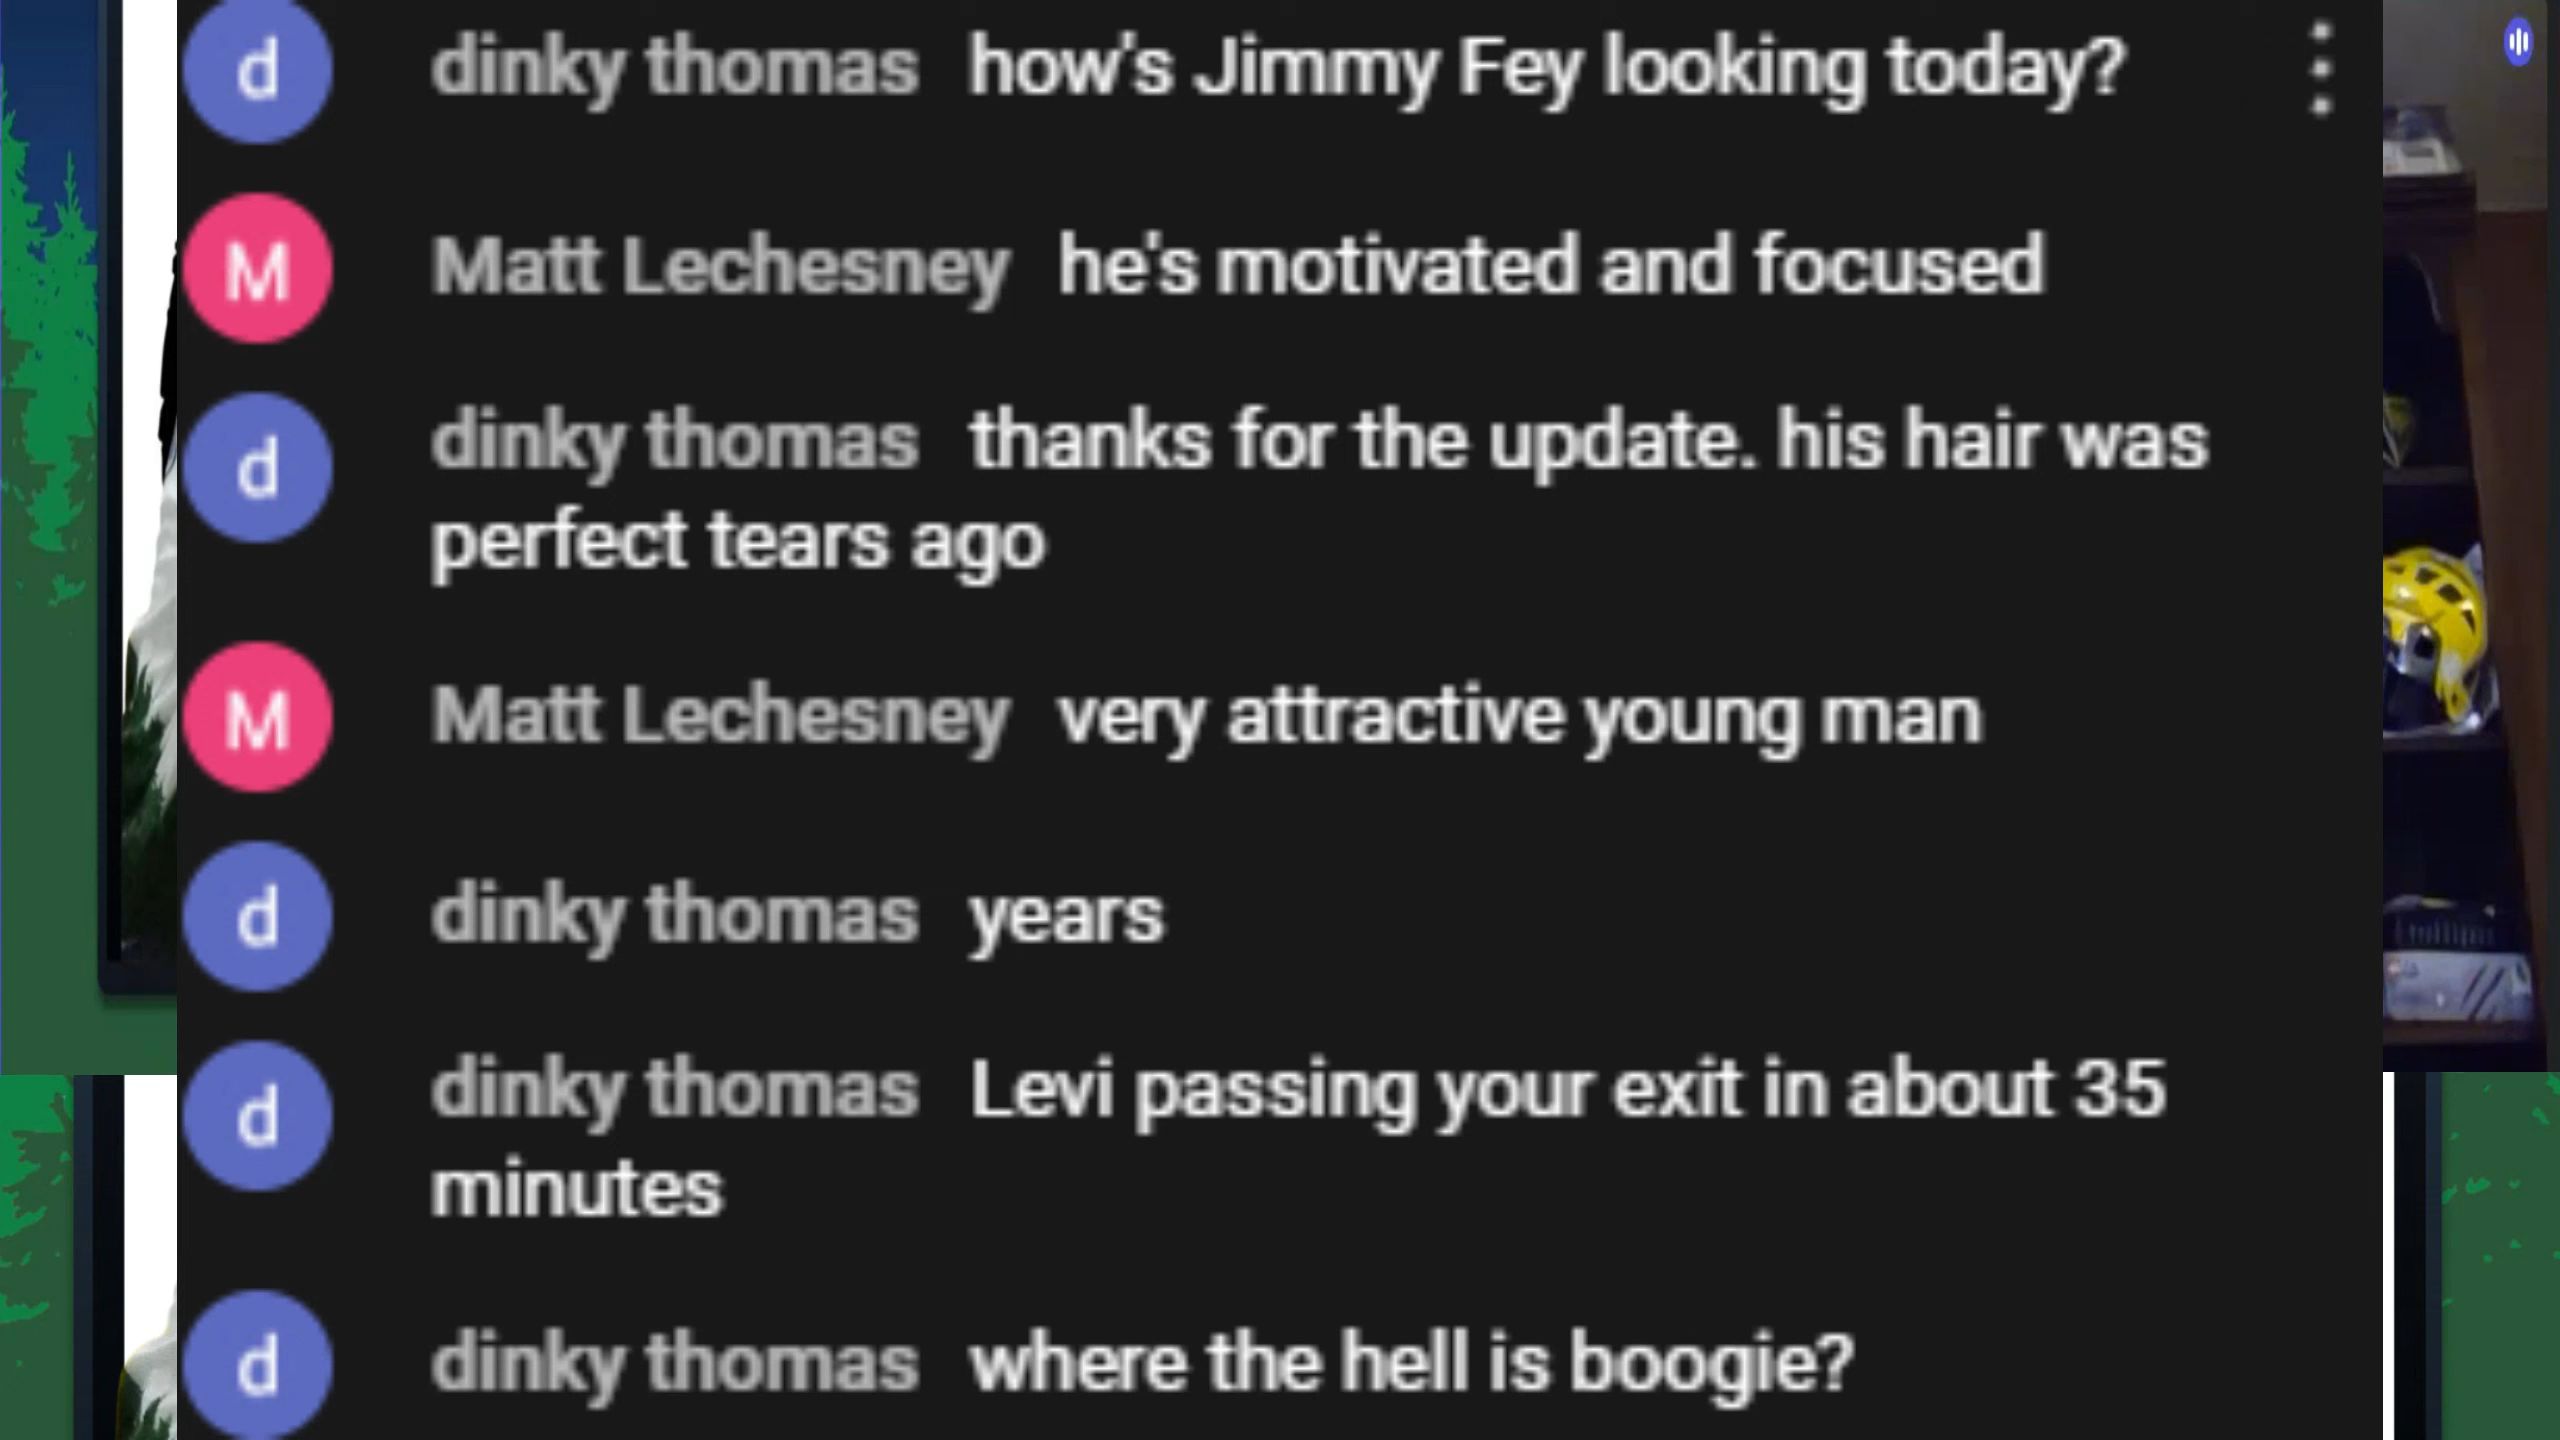 d dinky thomas how's Jimmy Fey looking today?
M Matt Lechesney he's motivated and focused
d dinky thomas thanks for the update. his hair was
perfect tears ago
M Matt Lechesney very attractive young man
d dinky thomas years
d dinky thomas Levi passing your exit in about 35
minutes
d dinky thomas where the hell is boogie?